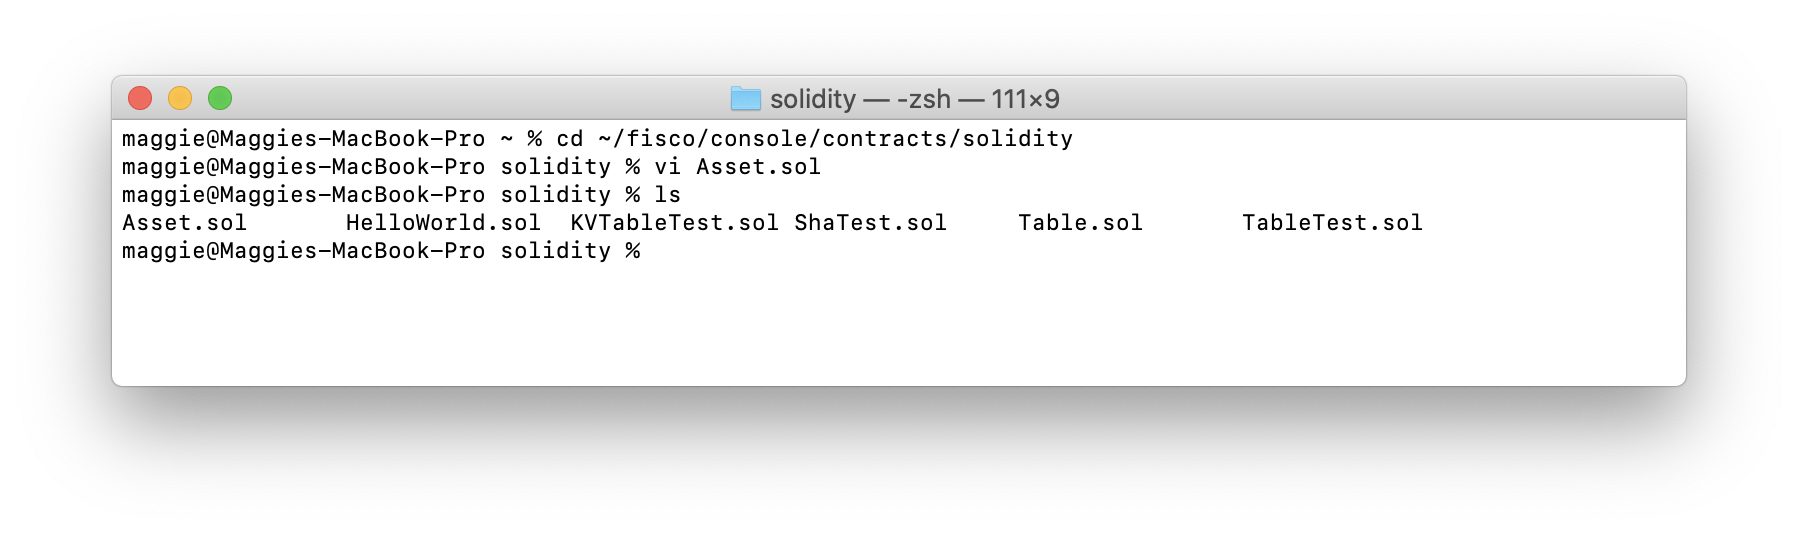 solidity — -zsh — 111×9
maggie@Maggies-MacBook-Pro ~ % cd ~/fisco/console/contracts/solidity
maggie@Maggies-MacBook-Pro solidity % vi Asset.sol
maggie@Maggies-MacBook-Pro solidity % ls
Asset.sol       HelloWorld.sol  KVTableTest.sol ShaTest.sol     Table.sol       TableTest.sol
maggie@Maggies-MacBook-Pro solidity %